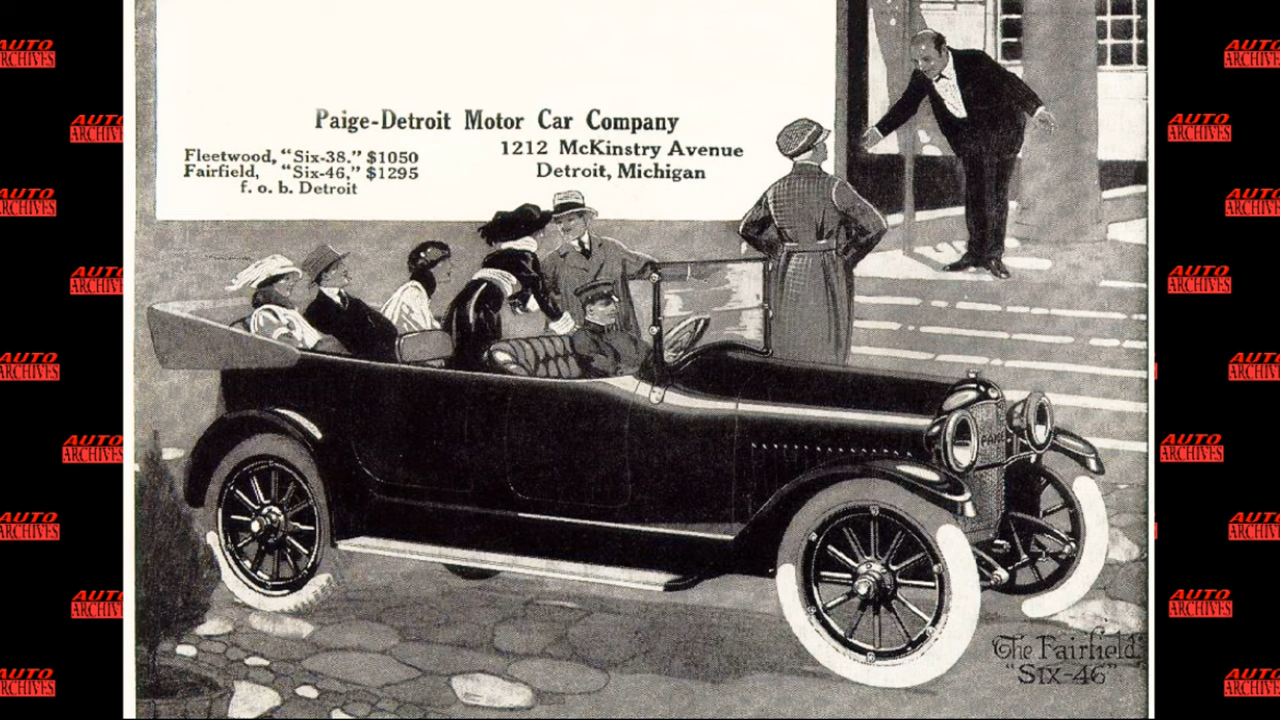 Paige-Detroit Motor Car Company
Fleetwood, "Six-38." $1050
Fairfield, "Six-46," $1295
f. o. b. Detroit
1212 McKinstry Avenue
Detroit, Michigan
PAIGE
The Fairfield
"SIX-46"
AUTO
ARCHIVES